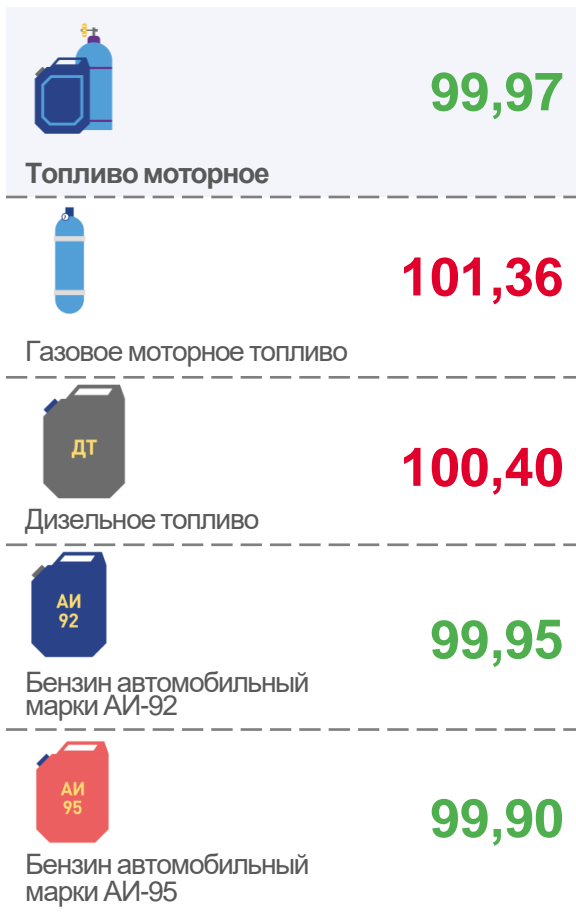 99,97
Топливо моторное
101,36
Газовое моторное топливо
ДТ
100,40
Дизельное топливо
АИ
92
99,95
Бензин автомобильный
марки АИ-92
АИ
95
99,90
Бензин автомобильный
марки АИ-95